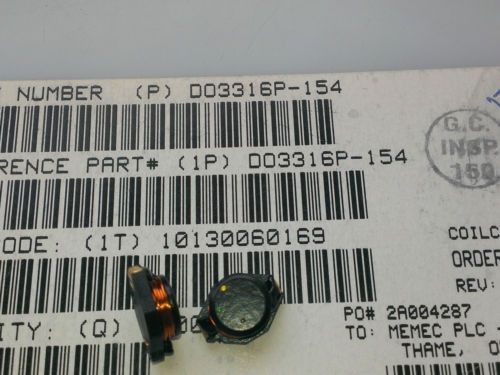 NUMBER (P) DO3316P-154
RENCE PART# (1P) DO3316P-154
G.C.
INSP.
150
ODE: (1T) 10130060169
COILC
ORDER
REV:
ITY: (Q)
PO# 2A004287
TO: MEMEC PLC
THAME, O